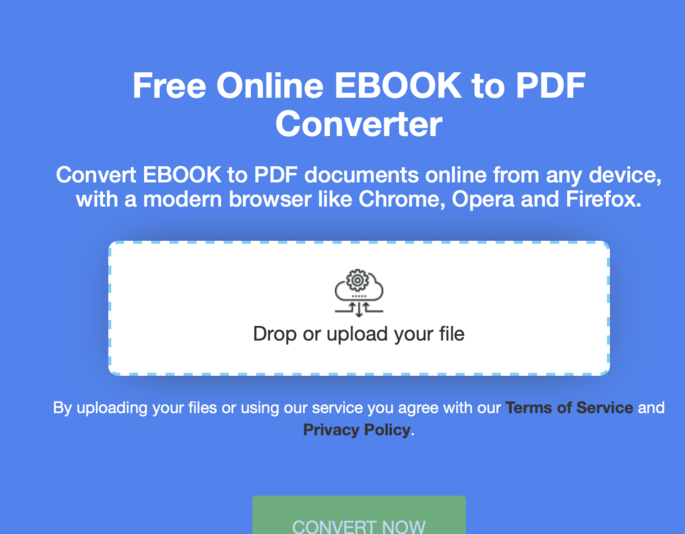 Free Online EBOOK to PDF
Converter
Convert EBOOK to PDF documents online from any device,
with a modern browser like Chrome, Opera and Firefox.
Drop or upload your file
By uploading your files or using our service you agree with our Terms of Service and
Privacy Policy.
CONVERT NOW